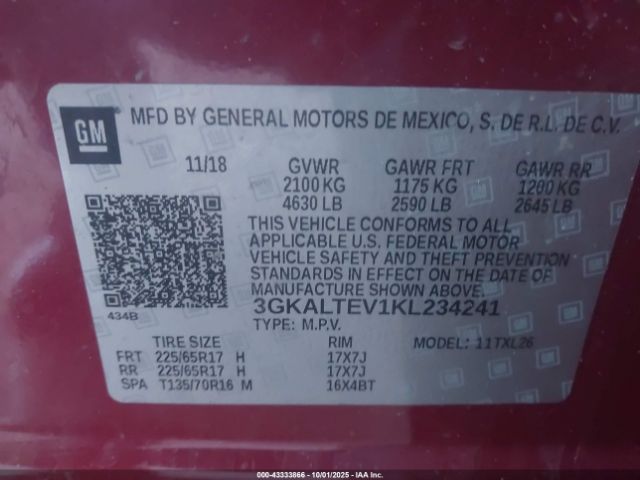 GM
MFD BY GENERAL MOTORS DE MEXICO, S. DE R.L. DE C.V.
11/18 GVWR GAWR FRT GAWR RR
2100 KG 1175 KG 1200 KG
4630 LB 2590 LB 2645 LB
THIS VEHICLE CONFORMS TO ALL
APPLICABLE U.S. FEDERAL MOTOR
VEHICLE SAFETY AND THEFT PREVENTION
STANDARDS IN EFFECT ON THE DATE OF
MANUFACTURE SHOWN ABOVE.
3GKALTEV1KL234241
434B TYPE: M.P.V.
TIRE SIZE RIM MODEL: 11TXL26
FRT 225/65R17 H 17X7J
RR 225/65R17 H 17X7J
SPA T135/70R16 M 16X4BT
000-43333866 - 10/01/2025 - IAA Inc.